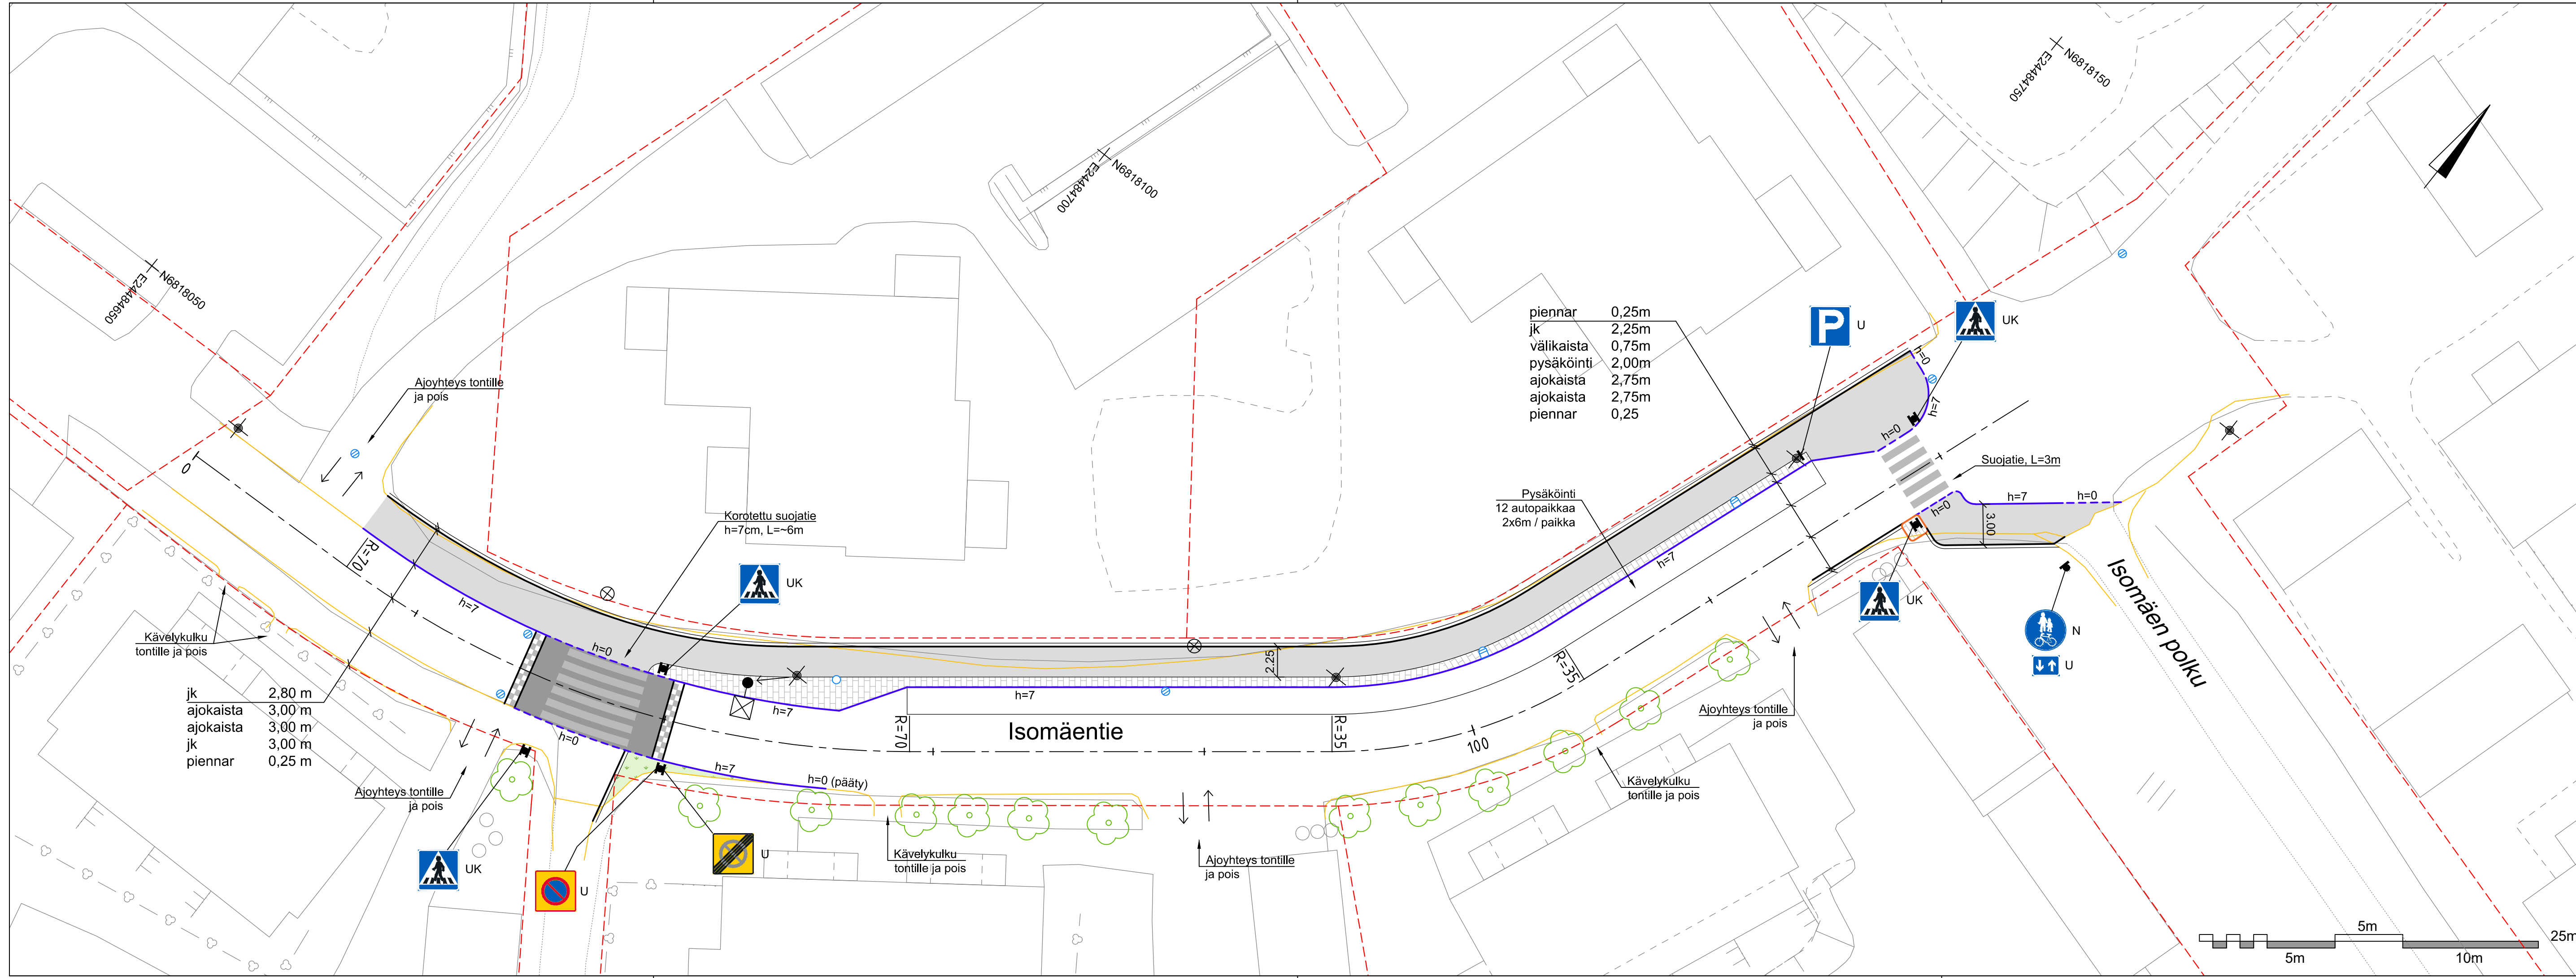 E24484750
N6818150
E24484700
N6818100
E24484650
N6818050
piennar 0,25m
jk 2,25m
välikaista 0,75m
pysäköinti 2,00m
ajokaista 2,75m
ajokaista 2,75m
piennar 0,25
P U
UK
h=0
h=7
h=0
Ajoyhteys tontille
ja pois
0
R=70
h=7
Korotettu suojatie
h=7cm, L=~6m
UK
h=0
Suojatie, L=3m
h=7
h=0
h=0
3.00
Pysäköinti
12 autopaikkaa
2x6m / paikka
h=7
Isomäen polku
UK
N
U
Kävelykulku
tontille ja pois
jk 2,80 m
ajokaista 3,00 m
ajokaista 3,00 m
jk 3,00 m
piennar 0,25 m
2.25
R=35
h=7
h=7
Isomäentie
R=70
R=35
100
Ajoyhteys tontille
ja pois
h=0
h=7
h=0 (pääty)
Ajoyhteys tontille
ja pois
Kävelykulku
tontille ja pois
UK
U
U
Kävelykulku
tontille ja pois
Ajoyhteys tontille
ja pois
5m
25m
5m
10m